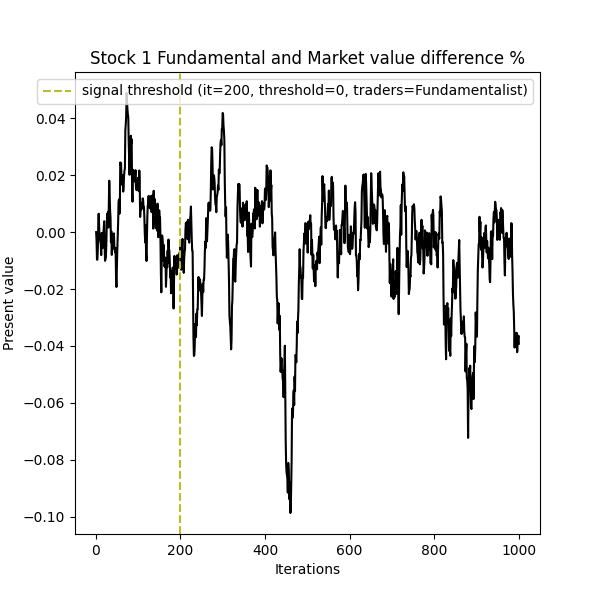 Stock 1 Fundamental and Market value difference %
signal threshold (it=200, threshold=0, traders=Fundamentalist)
0.04
0.02
0.00
−0.02
−0.04
−0.06
−0.08
−0.10
Present value
0 200 400 600 800 1000
Iterations